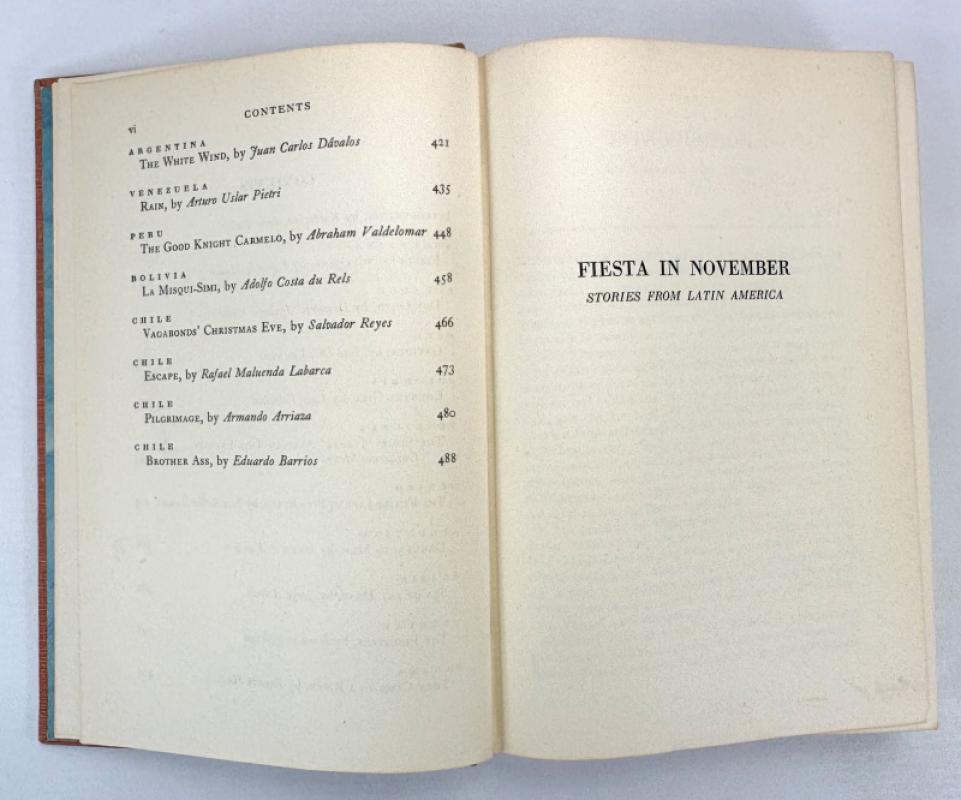 CONTENTS
vi
ARGENTINA
THE WHITE WIND, by Juan Carlos Dávalos 421
VENEZUELA
RAIN, by Arturo Uslar Pietri 435
PERU
THE GOOD KNIGHT CARMELO, by Abraham Valdelomar 448
BOLIVIA
LA MISQUI-SIMI, by Adolfo Costa du Rels 458
CHILE
VAGABONDS' CHRISTMAS EVE, by Salvador Reyes 466
CHILE
ESCAPE, by Rafael Maluenda Labarca 473
CHILE
PILGRIMAGE, by Armando Arriaza 480
CHILE
BROTHER ASS, by Eduardo Barrios 488
FIESTA IN NOVEMBER
STORIES FROM LATIN AMERICA